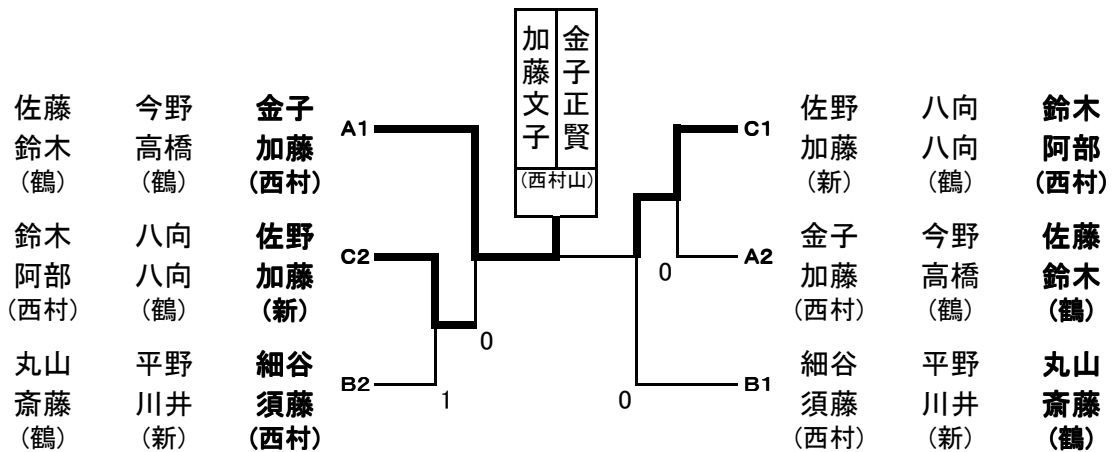 加藤文子
金子正賢
(西村山)
佐藤 今野 金子
鈴木 高橋 加藤
(鶴) (鶴) (西村)
A1
鈴木 八向 佐野
阿部 八向 加藤
(西村) (鶴) (新)
C2
丸山 平野 細谷
斎藤 川井 須藤
(鶴) (新) (西村)
B2
0
1
佐野 八向 鈴木
加藤 八向 阿部
(新) (鶴) (西村)
C1
金子 今野 佐藤
加藤 高橋 鈴木
(西村) (鶴) (鶴)
A2
細谷 平野 丸山
須藤 川井 斎藤
(西村) (新) (鶴)
B1
0
0